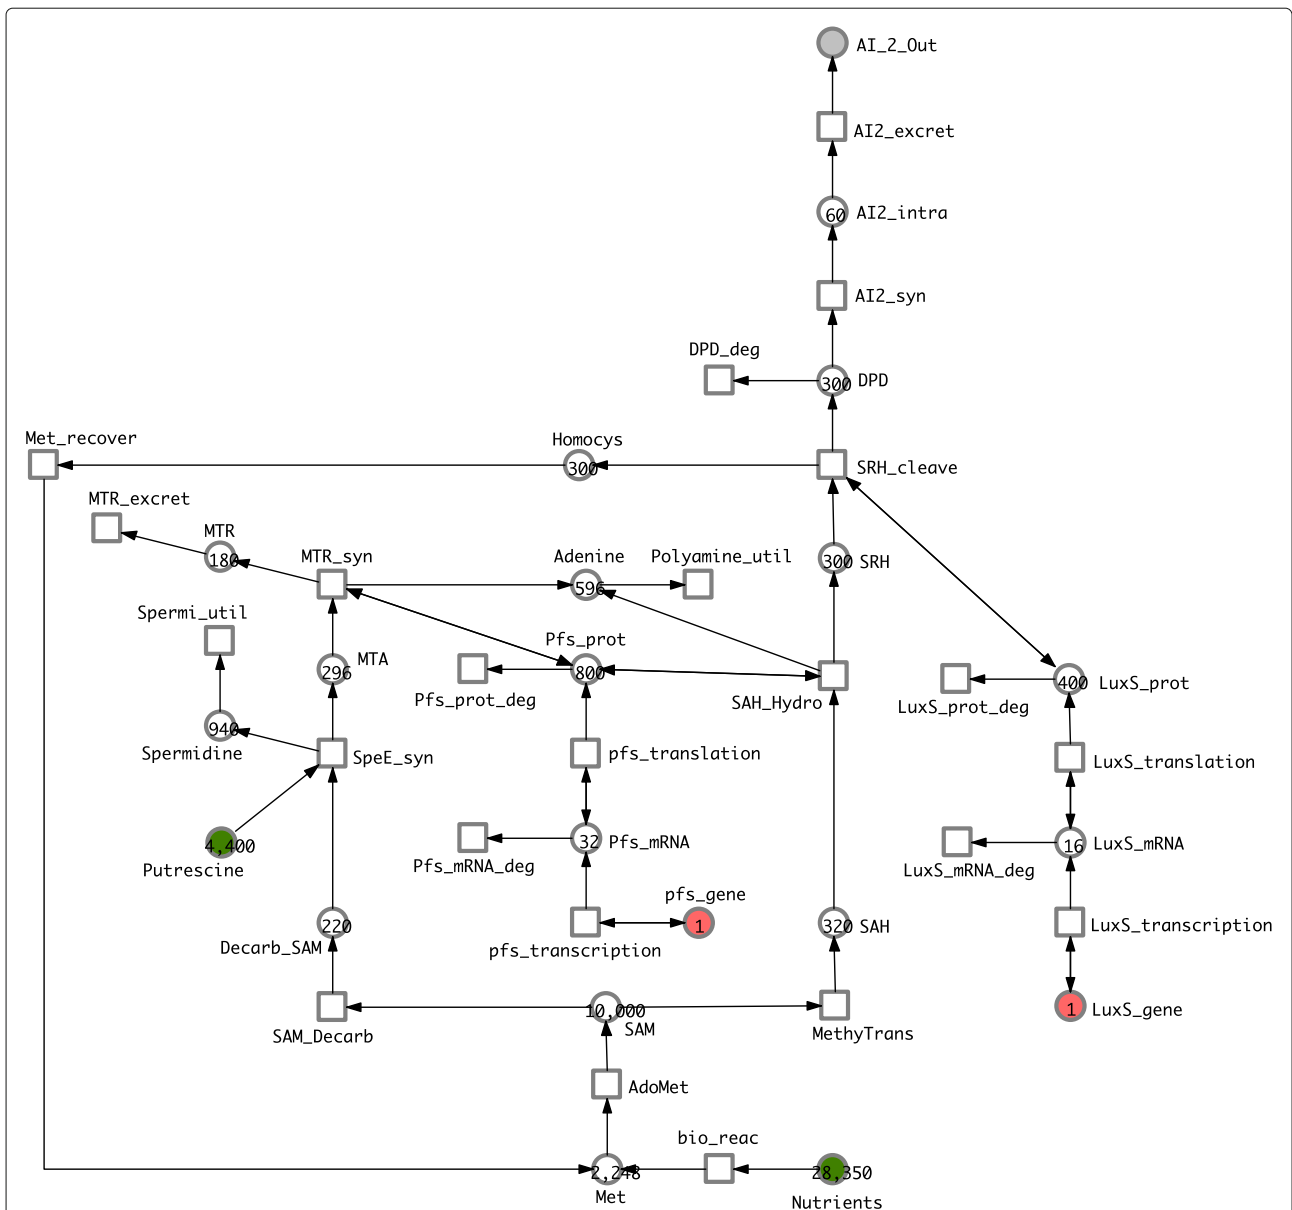 AI_2_Out
AI2_excret
60
AI2_intra
AI2_syn
DPD_deg
300
DPD
Met_recover
Homocys
300
SRH_cleave
MTR_excret
MTR
180
MTR_syn
Adenine
596
Polyamine_util
300
SRH
Spermi_util
Pfs_prot
296
MTA
800
Pfs_prot_deg
SAH_Hydro
400
LuxS_prot
LuxS_prot_deg
940
Spermidine
SpeE_syn
pfs_translation
LuxS_translation
4,400
Putrescine
32
Pfs_mRNA
Pfs_mRNA_deg
16
LuxS_mRNA
LuxS_mRNA_deg
pfs_gene
1
pfs_transcription
220
Decarb_SAM
320
SAH
LuxS_transcription
10,000
SAM
SAM_Decarb
MethyTrans
1
LuxS_gene
AdoMet
bio_reac
2,248
Met
28,350
Nutrients